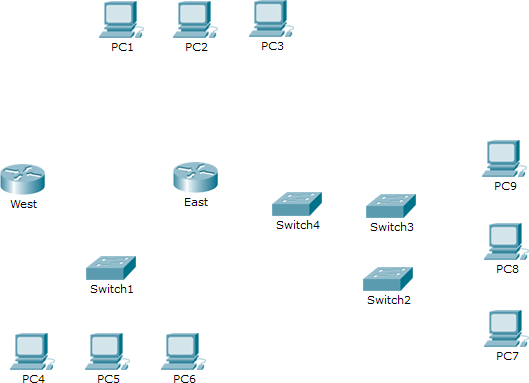 PC1
PC2
PC3
PC9
West
East
Switch4
Switch3
PC8
Switch1
Switch2
PC7
PC4
PC5
PC6